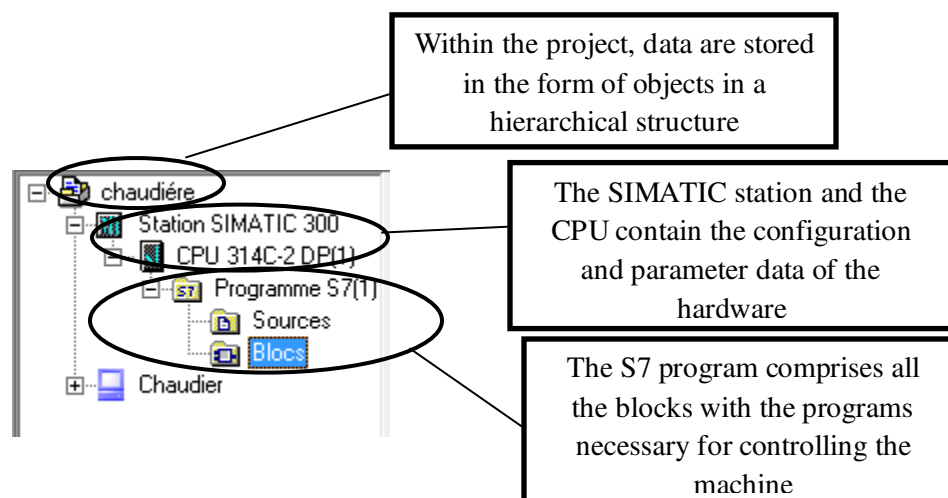 Within the project, data are stored
in the form of objects in a
hierarchical structure
chaudiére
Station SIMATIC 300
CPU 314C-2 DP(1)
Programme S7(1)
Sources
Blocs
Chaudier
The SIMATIC station and the
CPU contain the configuration
and parameter data of the
hardware
The S7 program comprises all
the blocks with the programs
necessary for controlling the
machine